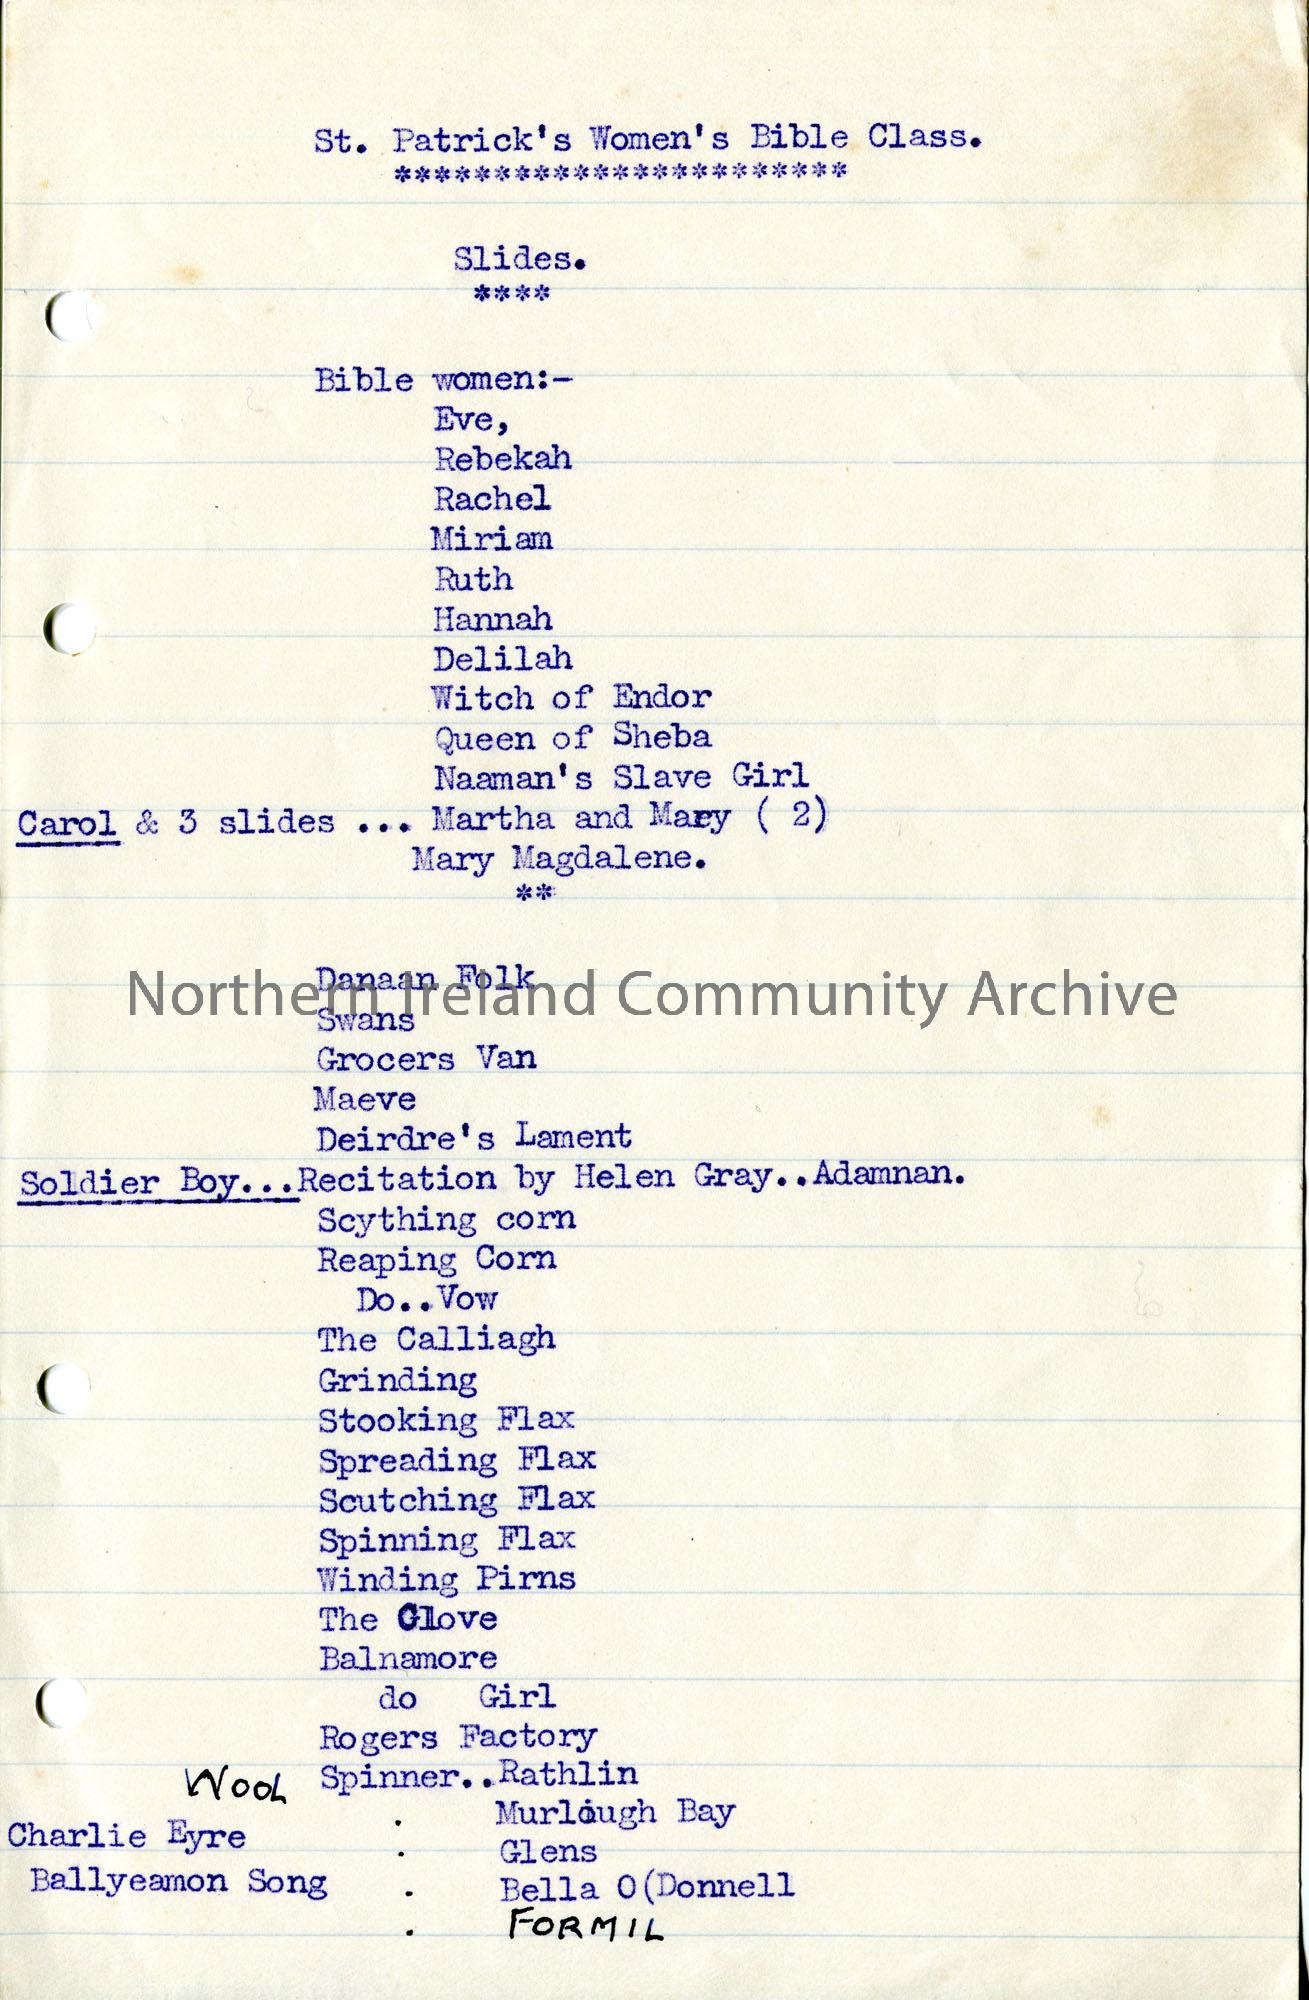 St. Patrick's Women's Bible Class.
***********************
Slides.
****
Bible women:-
Eve,
Rebekah
Rachel
Miriam
Ruth
Hannah
Delilah
Witch of Endor
Queen of Sheba
Naaman's Slave Girl
Carol & 3 slides ... Martha and Mary ( 2)
Mary Magdalene.
**
Danaan Folk
Northern Ireland Community Archive
Swans
Grocers Van
Maeve
Deirdre's Lament
Soldier Boy...Recitation by Helen Gray..Adamnan.
Scything corn
Reaping Corn
Do..Vow
The Calliagh
Grinding
Stooking Flax
Spreading Flax
Scutching Flax
Spinning Flax
Winding Pirns
The Glove
Balnamore
do Girl
Rogers Factory
WOOL Spinner..Rathlin
. Murlough Bay
Charlie Eyre . Glens
Ballyeamon Song . Bella O(Donnell
. FORMIL